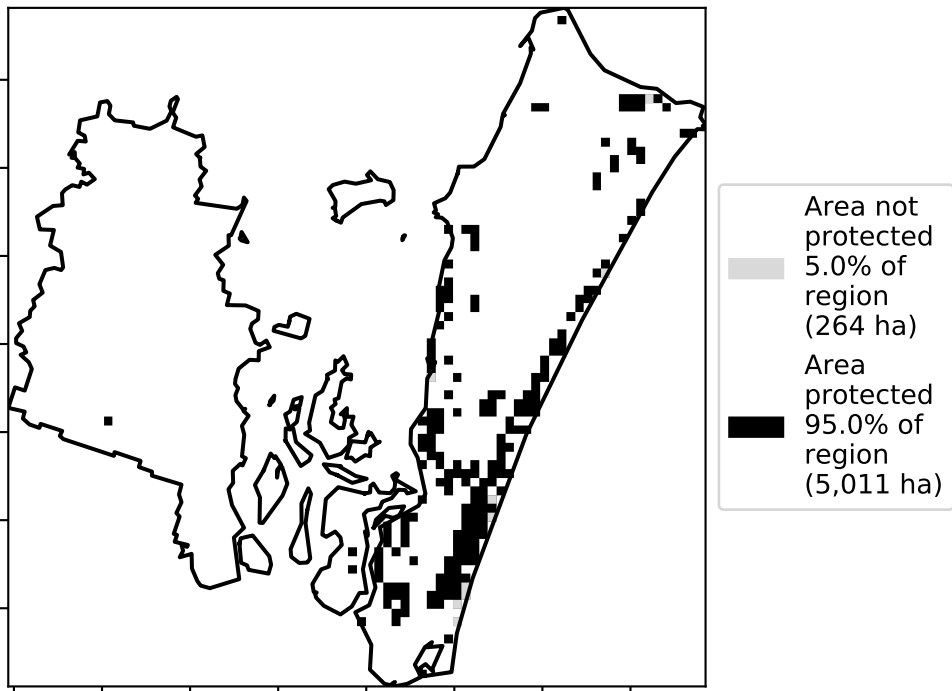 Area not
protected
5.0% of
region
(264 ha)
Area
protected
95.0% of
region
(5,011 ha)